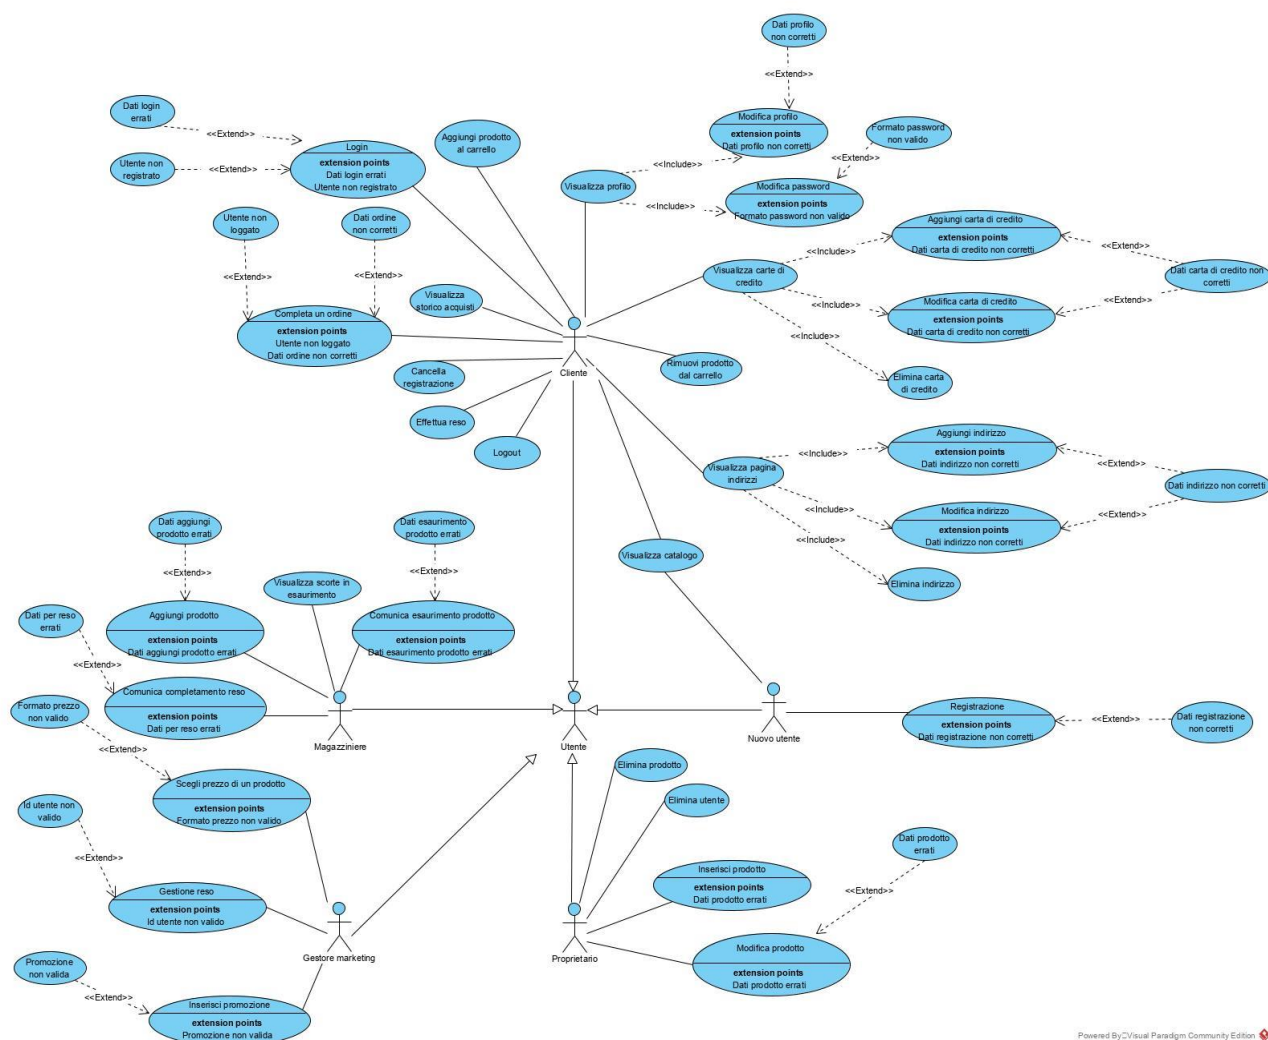 Dati profilo
non corretti
<<Extend>>
Dati login
errati
<<Extend>>
Utente non
registrato
<<Extend>>
Login
extension points
Dati login errati
Utente non registrato
Aggiungi prodotto
al carrello
Modifica profilo
extension points
Dati profilo non corretti
Formato password
non valido
<<Extend>>
<<Include>>
Visualizza profilo
<<Include>>
Modifica password
extension points
Formato password non valido
Utente non
loggato
<<Extend>>
Dati ordine
non corretti
<<Extend>>
Aggiungi carta di credito
extension points
Dati carta di credito non corretti
<<Include>>
<<Extend>>
Visualizza carte di
credito
Dati carta di credito non
corretti
<<Include>>
<<Extend>>
Modifica carta di credito
extension points
Dati carta di credito non corretti
<<Include>>
Elimina carta
di credito
Visualizza
storico acquisti
Completa un ordine
extension points
Utente non loggato
Dati ordine non corretti
Cancella
registrazione
Cliente
Rimuovi prodotto
dal carrello
Effettua reso
Logout
Aggiungi indirizzo
extension points
Dati indirizzo non corretti
<<Include>>
<<Extend>>
Visualizza pagina
indirizzi
Dati indirizzo non corretti
<<Include>>
<<Extend>>
Modifica indirizzo
extension points
Dati indirizzo non corretti
<<Include>>
Elimina indirizzo
Visualizza catalogo
Dati aggiungi
prodotto errati
<<Extend>>
Dati esaurimento
prodotto errati
<<Extend>>
Visualizza scorte in
esaurimento
Dati per reso
errati
<<Extend>>
Aggiungi prodotto
extension points
Dati aggiungi prodotto errati
Comunica esaurimento prodotto
extension points
Dati esaurimento prodotto errati
Comunica completamento reso
extension points
Dati per reso errati
Formato prezzo
non valido
<<Extend>>
Magazziniere
Utente
Nuovo utente
Registrazione
extension points
Dati registrazione non corretti
<<Extend>>
Dati registrazione
non corretti
Scegli prezzo di un prodotto
extension points
Formato prezzo non valido
Elimina prodotto
Elimina utente
Id utente non
valido
<<Extend>>
Dati prodotto
errati
<<Extend>>
Gestione reso
extension points
Id utente non valido
Inserisci prodotto
extension points
Dati prodotto errati
Gestore marketing
Proprietario
Modifica prodotto
extension points
Dati prodotto errati
Promozione
non valida
<<Extend>>
Inserisci promozione
extension points
Promozione non valida
Powered By Visual Paradigm Community Edition